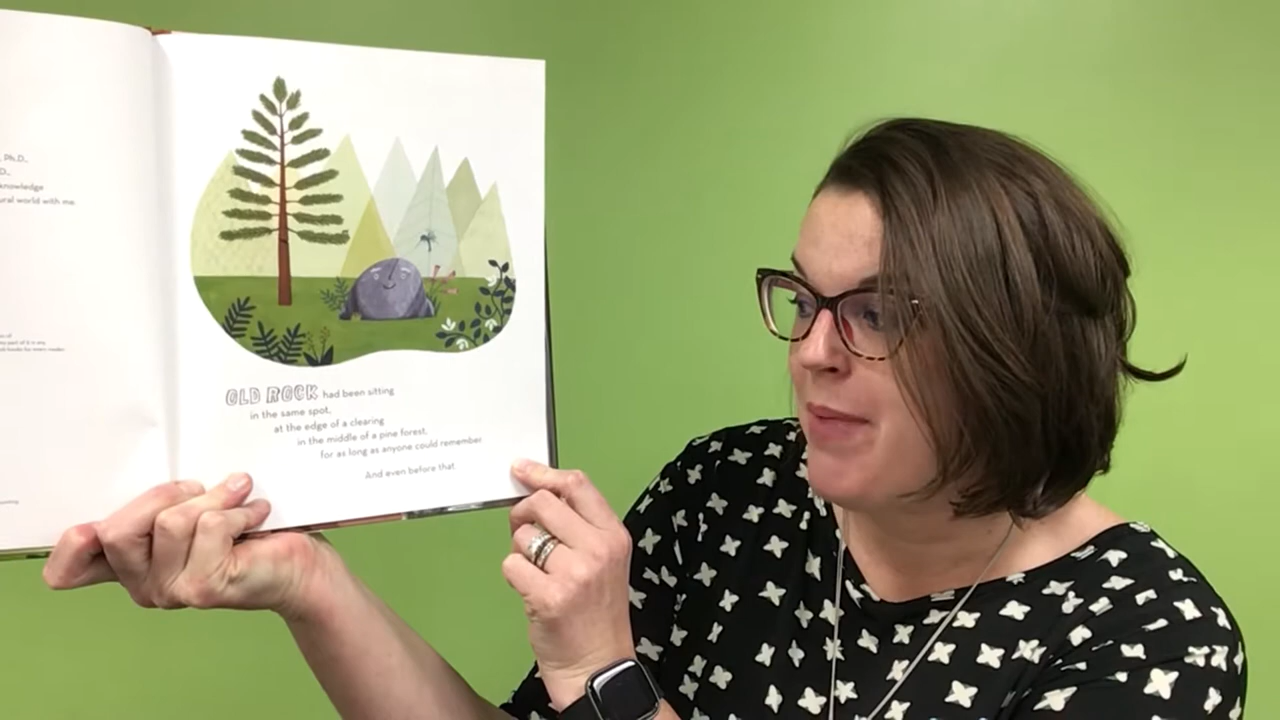 Ph.D.,
D.,
knowledge
ural world with me.
OLD ROCK had been sitting
in the same spot,
at the edge of a clearing
in the middle of a pine forest,
for as long as anyone could remember.
And even before that.